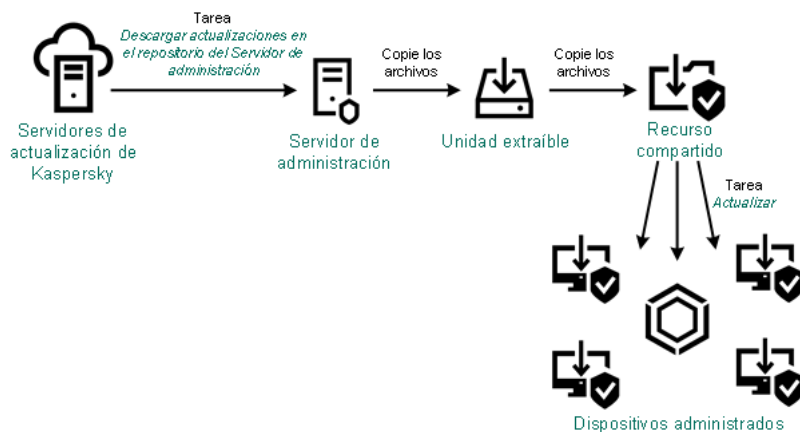 Tarea
Descargar actualizaciones en
el repositorio del Servidor de
administración
Copie los
archivos
Copie los
archivos
Servidores de
actualización de
Kaspersky
Servidor de
administración
Unidad extraíble
Recurso
compartido
Tarea
Actualizar
Dispositivos administrados